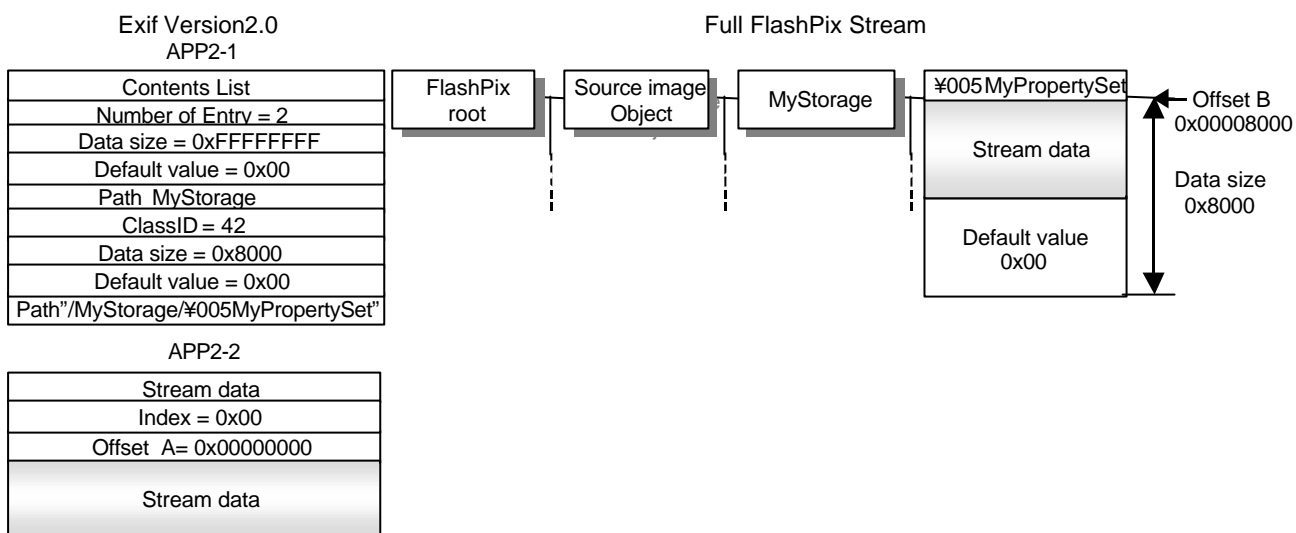 Exif Version2.0
APP2-1
Contents List
Number of Entry = 2
Data size = 0xFFFFFFFF
Default value = 0x00
Path MyStorage
ClassID = 42
Data size = 0x8000
Default value = 0x00
Path”/MyStorage/¥005MyPropertySet”
APP2-2
Stream data
Index = 0x00
Offset A= 0x00000000
Stream data
Full FlashPix Stream
FlashPix
root
Source image
Object
MyStorage
¥005MyPropertySet
Stream data
Default value
0x00
Offset B
0x00008000
Data size
0x8000